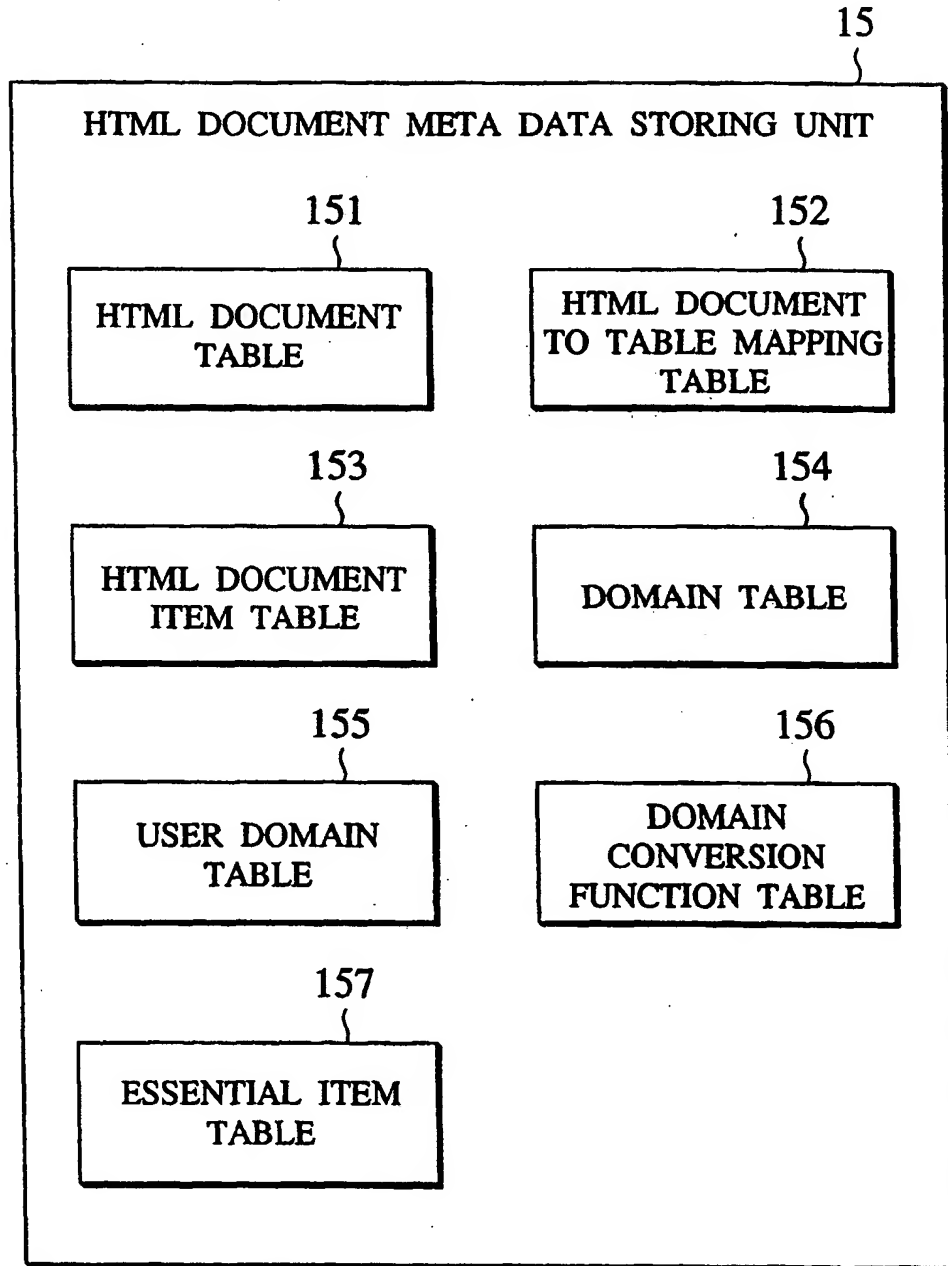 15
HTML DOCUMENT META DATA STORING UNIT
151
HTML DOCUMENT
TABLE
152
HTML DOCUMENT
TO TABLE MAPPING
TABLE
153
HTML DOCUMENT
ITEM TABLE
154
DOMAIN TABLE
155
USER DOMAIN
TABLE
156
DOMAIN
CONVERSION
FUNCTION TABLE
157
ESSENTIAL ITEM
TABLE